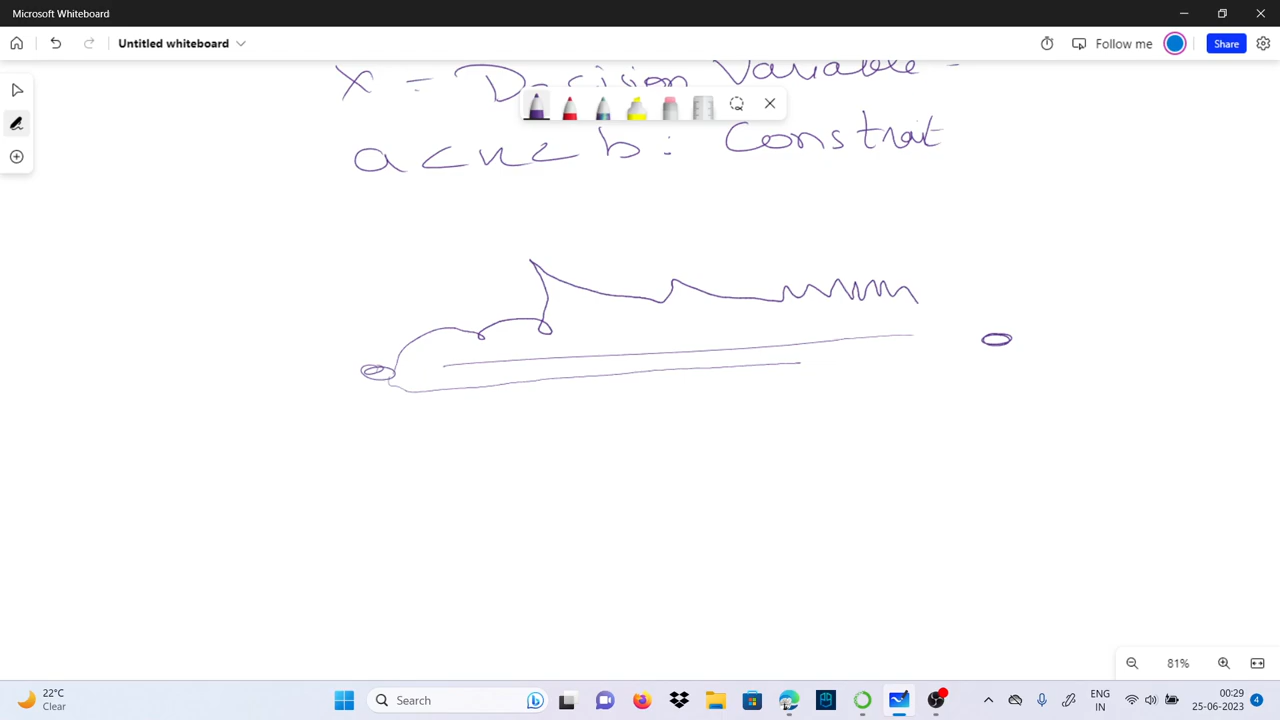 Microsoft Whiteboard
Untitled whiteboard
Follow me
Share
X = Decision Variable -
a < x < b : Constrait
81%
22°C
Clear
Search
ENG
IN
00:29
25-06-2023
4